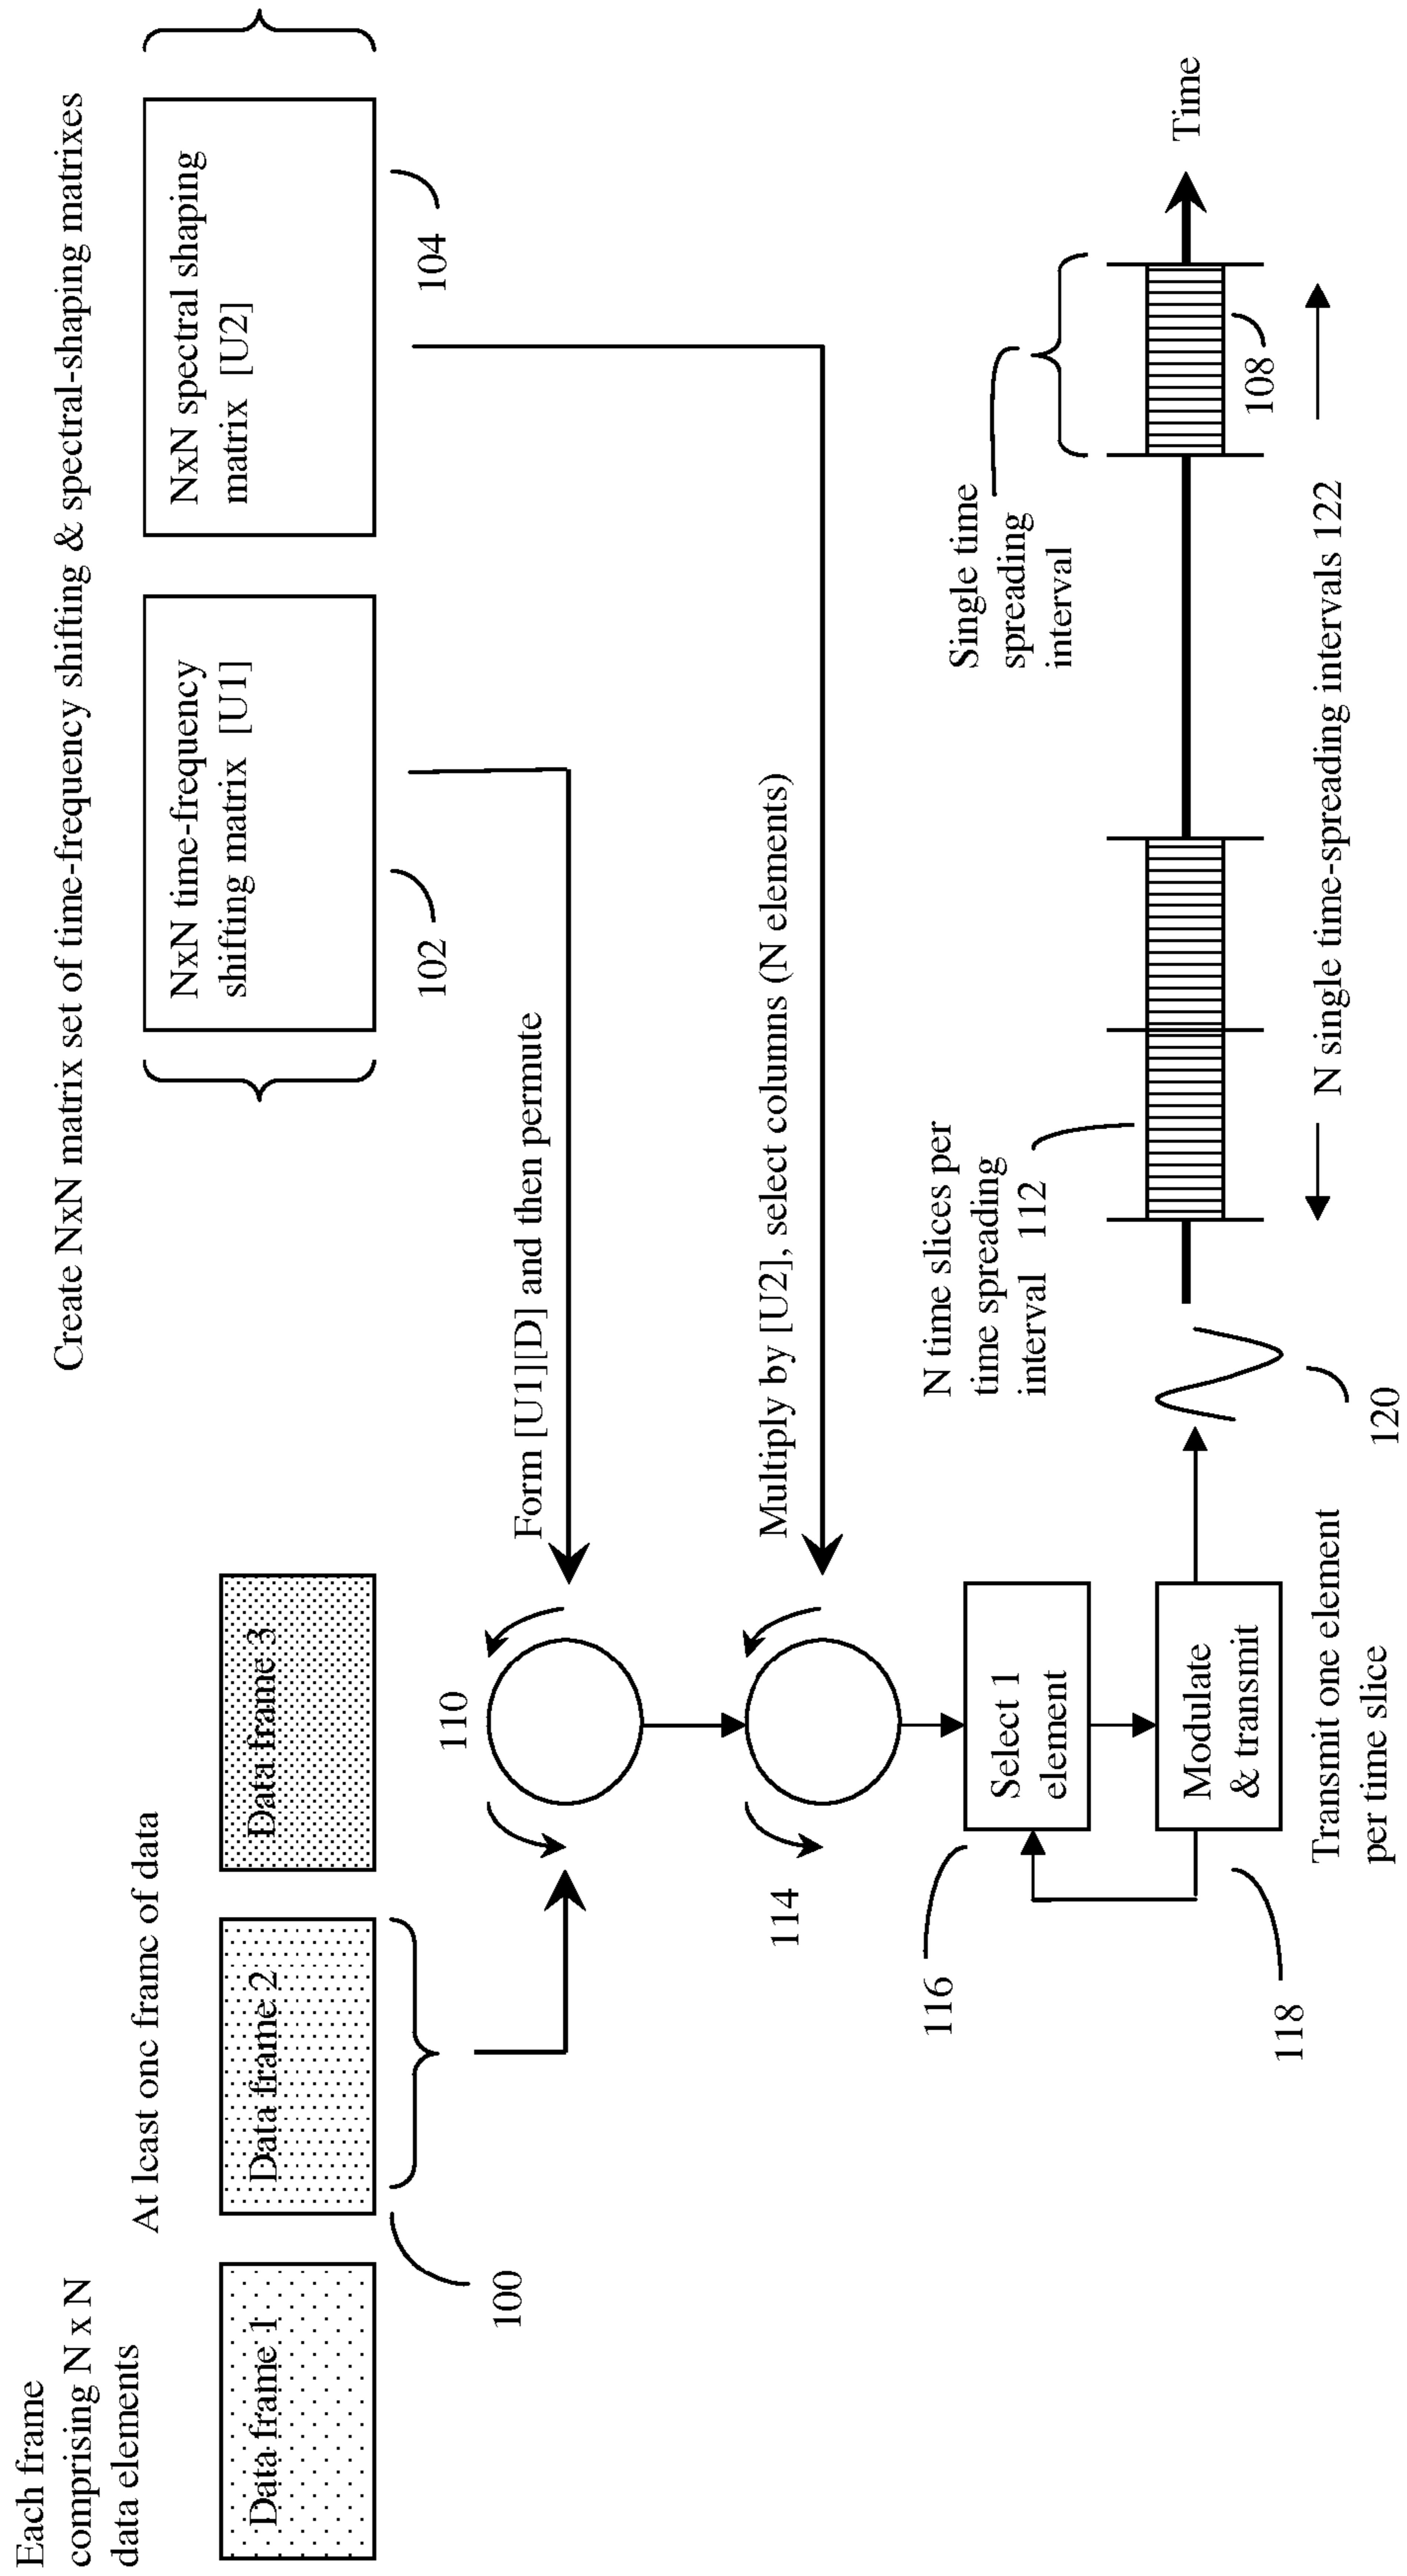 Each frame
comprising N x N
data elements
At least one frame of data
Create NxN matrix set of time-frequency shifting & spectral-shaping matrixes
Data frame 1
Data frame 2
Data frame 3
100
NxN time-frequency
shifting matrix [U1]
102
NxN spectral shaping
matrix [U2]
104
110
Form [U1][D] and then permute
114
Multiply by [U2], select columns (N elements)
116
Select 1
element
118
Modulate
& transmit
Transmit one element
per time slice
120
N time slices per
time spreading
interval 112
Single time
spreading
interval
108
Time
N single time-spreading intervals 122